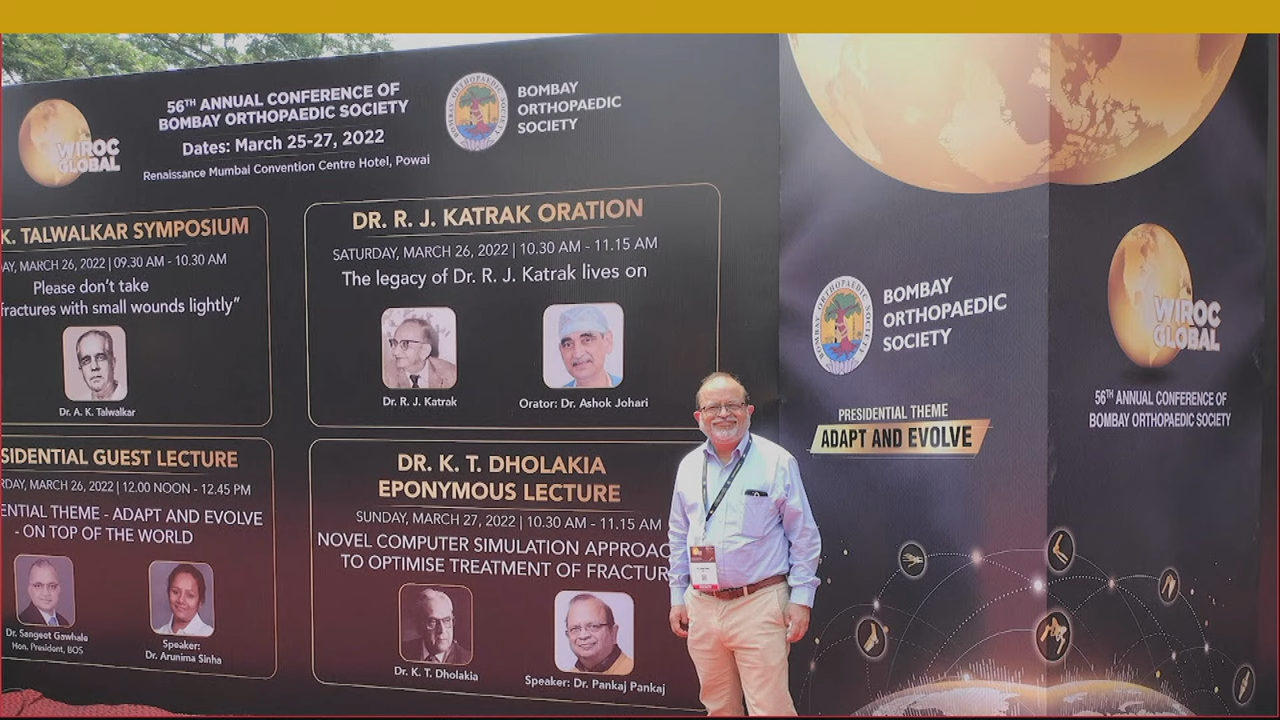 WIROC
GLOBAL
56TH ANNUAL CONFERENCE OF
BOMBAY ORTHOPAEDIC SOCIETY
Dates: March 25-27, 2022
Renaissance Mumbai Convention Centre Hotel, Powai
BOMBAY ORTHOPAEDIC SOCIETY
BOMBAY
ORTHOPAEDIC
SOCIETY
K. TALWALKAR SYMPOSIUM
AY, MARCH 26, 2022 | 09.30 AM - 10.30 AM
Please don't take
fractures with small wounds lightly"
Dr. A. K. Talwalkar
DR. R. J. KATRAK ORATION
SATURDAY, MARCH 26, 2022 | 10.30 AM - 11.15 AM
The legacy of Dr. R. J. Katrak lives on
Dr. R. J. Katrak
Orator: Dr. Ashok Johari
SIDENTIAL GUEST LECTURE
RDAY, MARCH 26, 2022 | 12.00 NOON - 12.45 PM
ENTIAL THEME - ADAPT AND EVOLVE
- ON TOP OF THE WORLD
Dr. Sangeet Gawhale
Hon. President, BOS
Speaker:
Dr. Arunima Sinha
DR. K. T. DHOLAKIA
EPONYMOUS LECTURE
SUNDAY, MARCH 27, 2022 | 10.30 AM - 11.15 AM
NOVEL COMPUTER SIMULATION APPROAC
TO OPTIMISE TREATMENT OF FRACTUR
Dr. K. T. Dholakia
Speaker: Dr. Pankaj Pankaj
BOMBAY ORTHOPAEDIC SOCIETY
BOMBAY
ORTHOPAEDIC
SOCIETY
PRESIDENTIAL THEME
ADAPT AND EVOLVE
WIROC
GLOBAL
56TH ANNUAL CONFERENCE OF
BOMBAY ORTHOPAEDIC SOCIETY